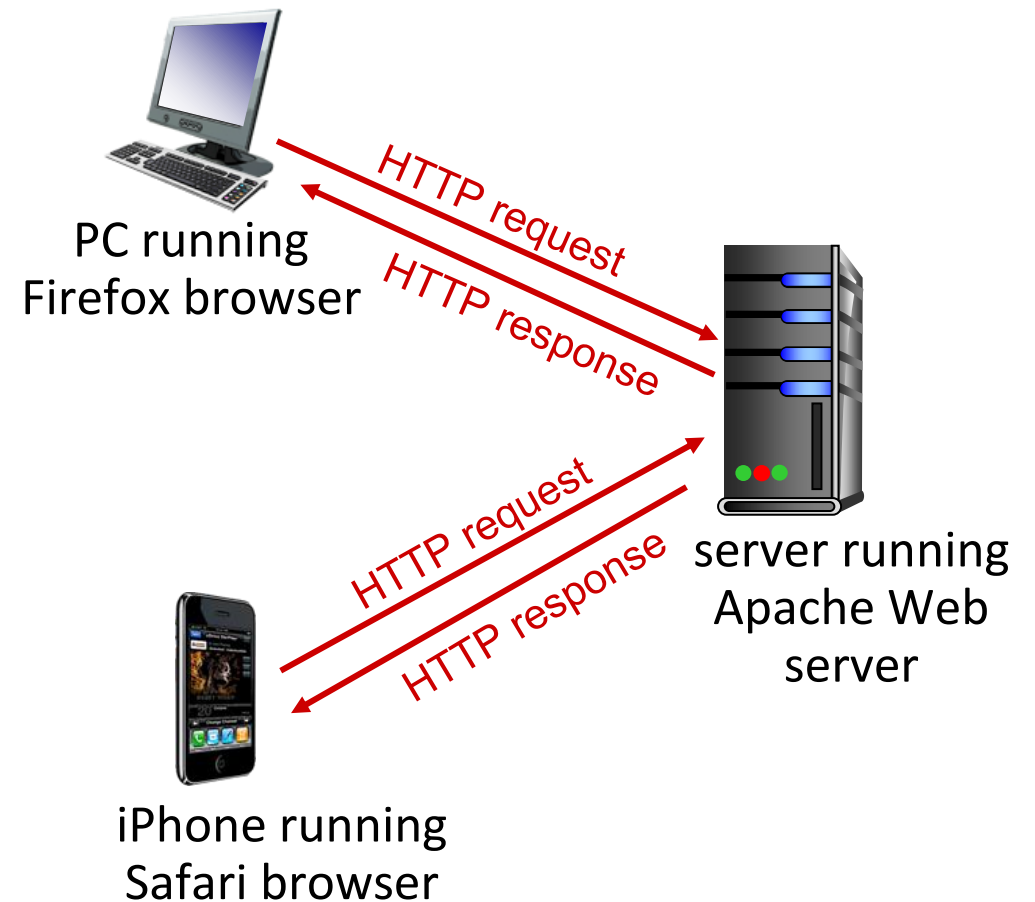 HTTP request
HTTP response
PC running
Firefox browser
HTTP request
HTTP response
server running
Apache Web
server
iPhone running
Safari browser